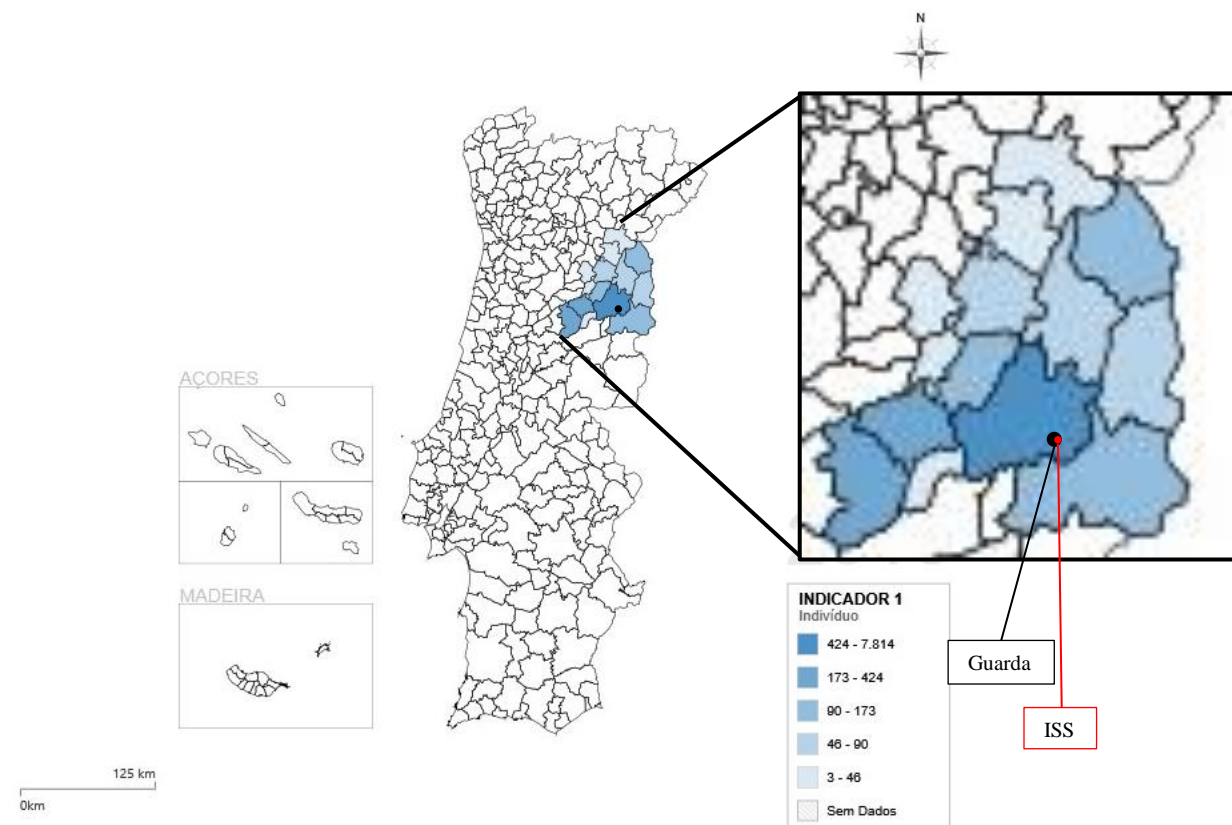 N
AÇORES
MADEIRA
125 km
0km
INDICADOR 1
Indivíduo
424 - 7.814
173 - 424
90 - 173
46 - 90
3 - 46
Sem Dados
Guarda
ISS